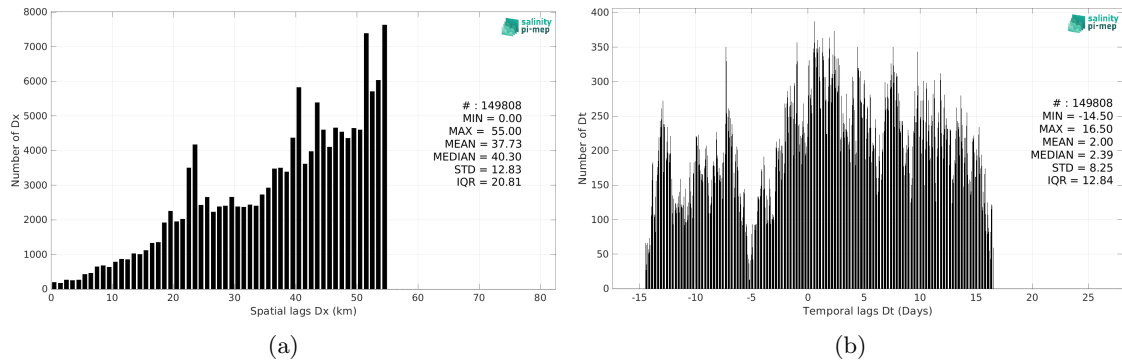 8000
7000
6000
5000
4000
3000
2000
1000
0
Number of Dx
0
10
20
30
40
50
60
70
80
Spatial lags Dx (km)
salinity
pi-mep
# : 149808
MIN = 0.00
MAX = 55.00
MEAN = 37.73
MEDIAN = 40.30
STD = 12.83
IQR = 20.81
(a)
400
350
300
250
200
150
100
50
0
Number of Dt
-15
-10
-5
0
5
10
15
20
25
Temporal lags Dt (Days)
salinity
pi-mep
# : 149808
MIN = -14.50
MAX = 16.50
MEAN = 2.00
MEDIAN = 2.39
STD = 8.25
IQR = 12.84
(b)